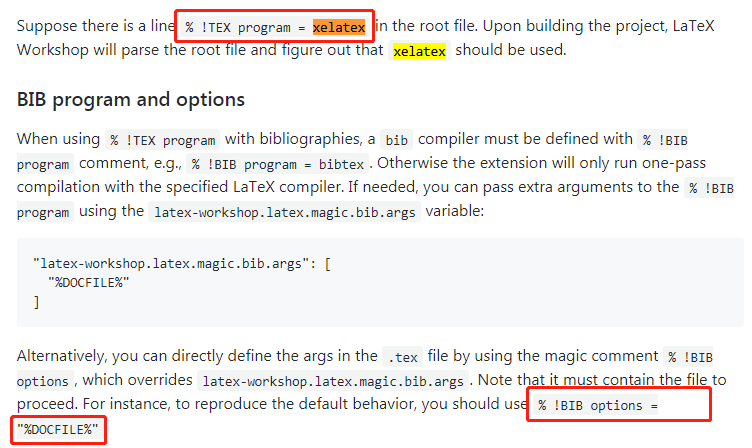 Suppose there is a line % !TEX program = xelatex in the root file. Upon building the project, LaTeX
Workshop will parse the root file and figure out that xelatex should be used.
BIB program and options
When using % !TEX program with bibliographies, a bib compiler must be defined with % !BIB
program comment, e.g., % !BIB program = bibtex. Otherwise the extension will only run one-pass
compilation with the specified LaTeX compiler. If needed, you can pass extra arguments to the % !BIB
program using the latex-workshop.latex.magic.bib.args variable:
"latex-workshop.latex.magic.bib.args": [
"%DOCFILE%"
]
Alternatively, you can directly define the args in the .tex file by using the magic comment % !BIB
options, which overrides latex-workshop.latex.magic.bib.args. Note that it must contain the file to
proceed. For instance, to reproduce the default behavior, you should use % !BIB options =
"%DOCFILE%"